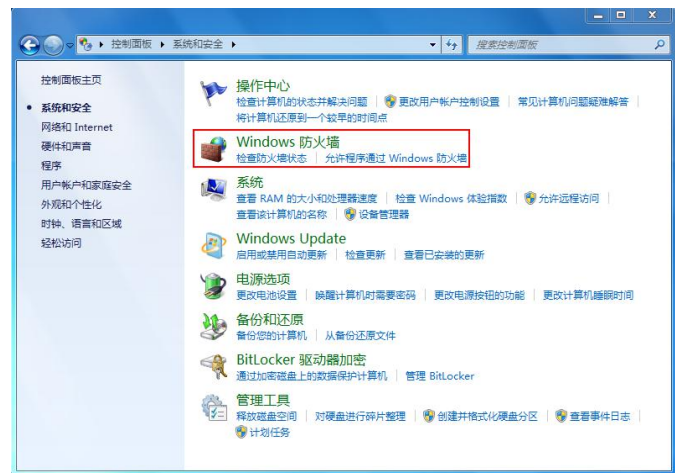 控制面板 系统和安全 搜索控制面板
控制面板主页
系统和安全
网络和 Internet
硬件和声音
程序
用户帐户和家庭安全
外观和个性化
时钟、语言和区域
轻松访问
操作中心
检查计算机的状态并解决问题 更改用户帐户控制设置 常见计算机问题疑难解答
将计算机还原到一个较早的时间点
Windows 防火墙
检查防火墙状态 允许程序通过 Windows 防火墙
系统
查看 RAM 的大小和处理器速度 检查 Windows 体验指数 允许远程访问
查看该计算机的名称 设备管理器
Windows Update
启用或禁用自动更新 检查更新 查看已安装的更新
电源选项
更改电池设置 唤醒计算机时需要密码 更改电源按钮的功能 更改计算机睡眠时间
备份和还原
备份您的计算机 从备份还原文件
BitLocker 驱动器加密
通过加密磁盘上的数据保护计算机 管理 BitLocker
管理工具
释放磁盘空间 对硬盘进行碎片整理 创建并格式化硬盘分区 查看事件日志
计划任务